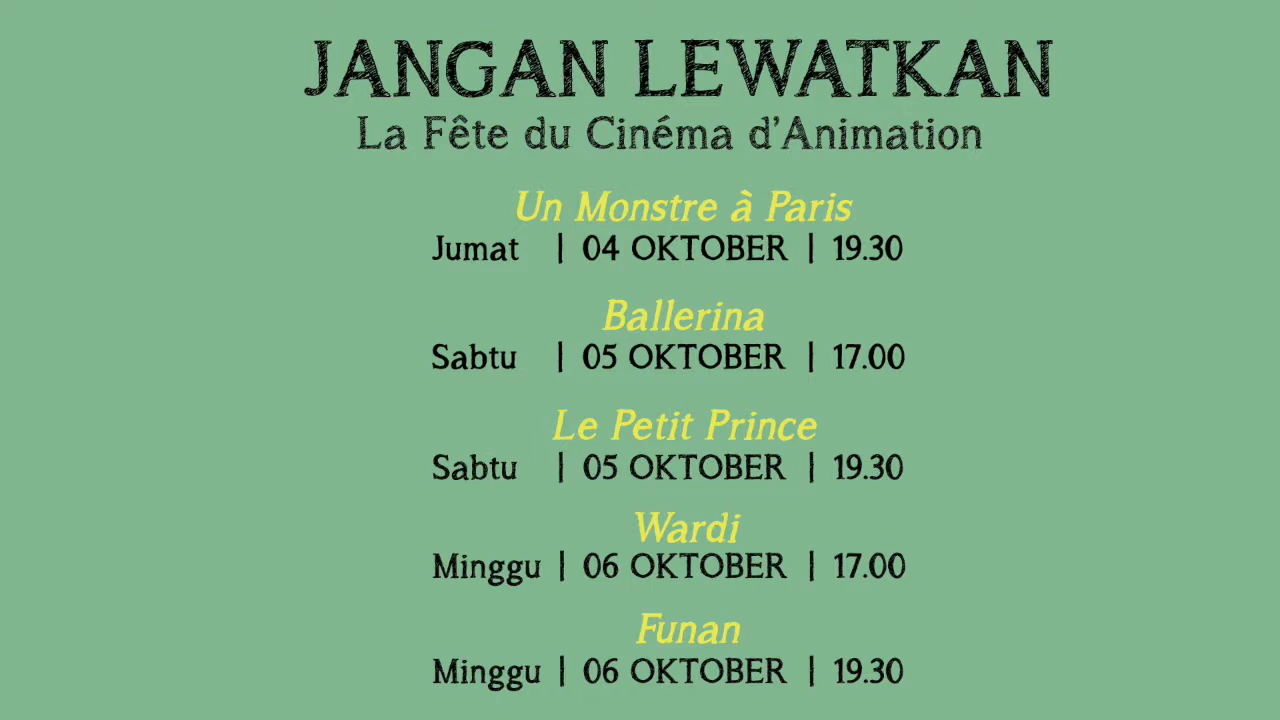 JANGAN LEWATKAN
La Fête du Cinéma d'Animation
Un Monstre à Paris
Jumat | 04 OKTOBER | 19.30
Ballerina
Sabtu | 05 OKTOBER | 17.00
Le Petit Prince
Sabtu | 05 OKTOBER | 19.30
Wardi
Minggu | 06 OKTOBER | 17.00
Funan
Minggu | 06 OKTOBER | 19.30